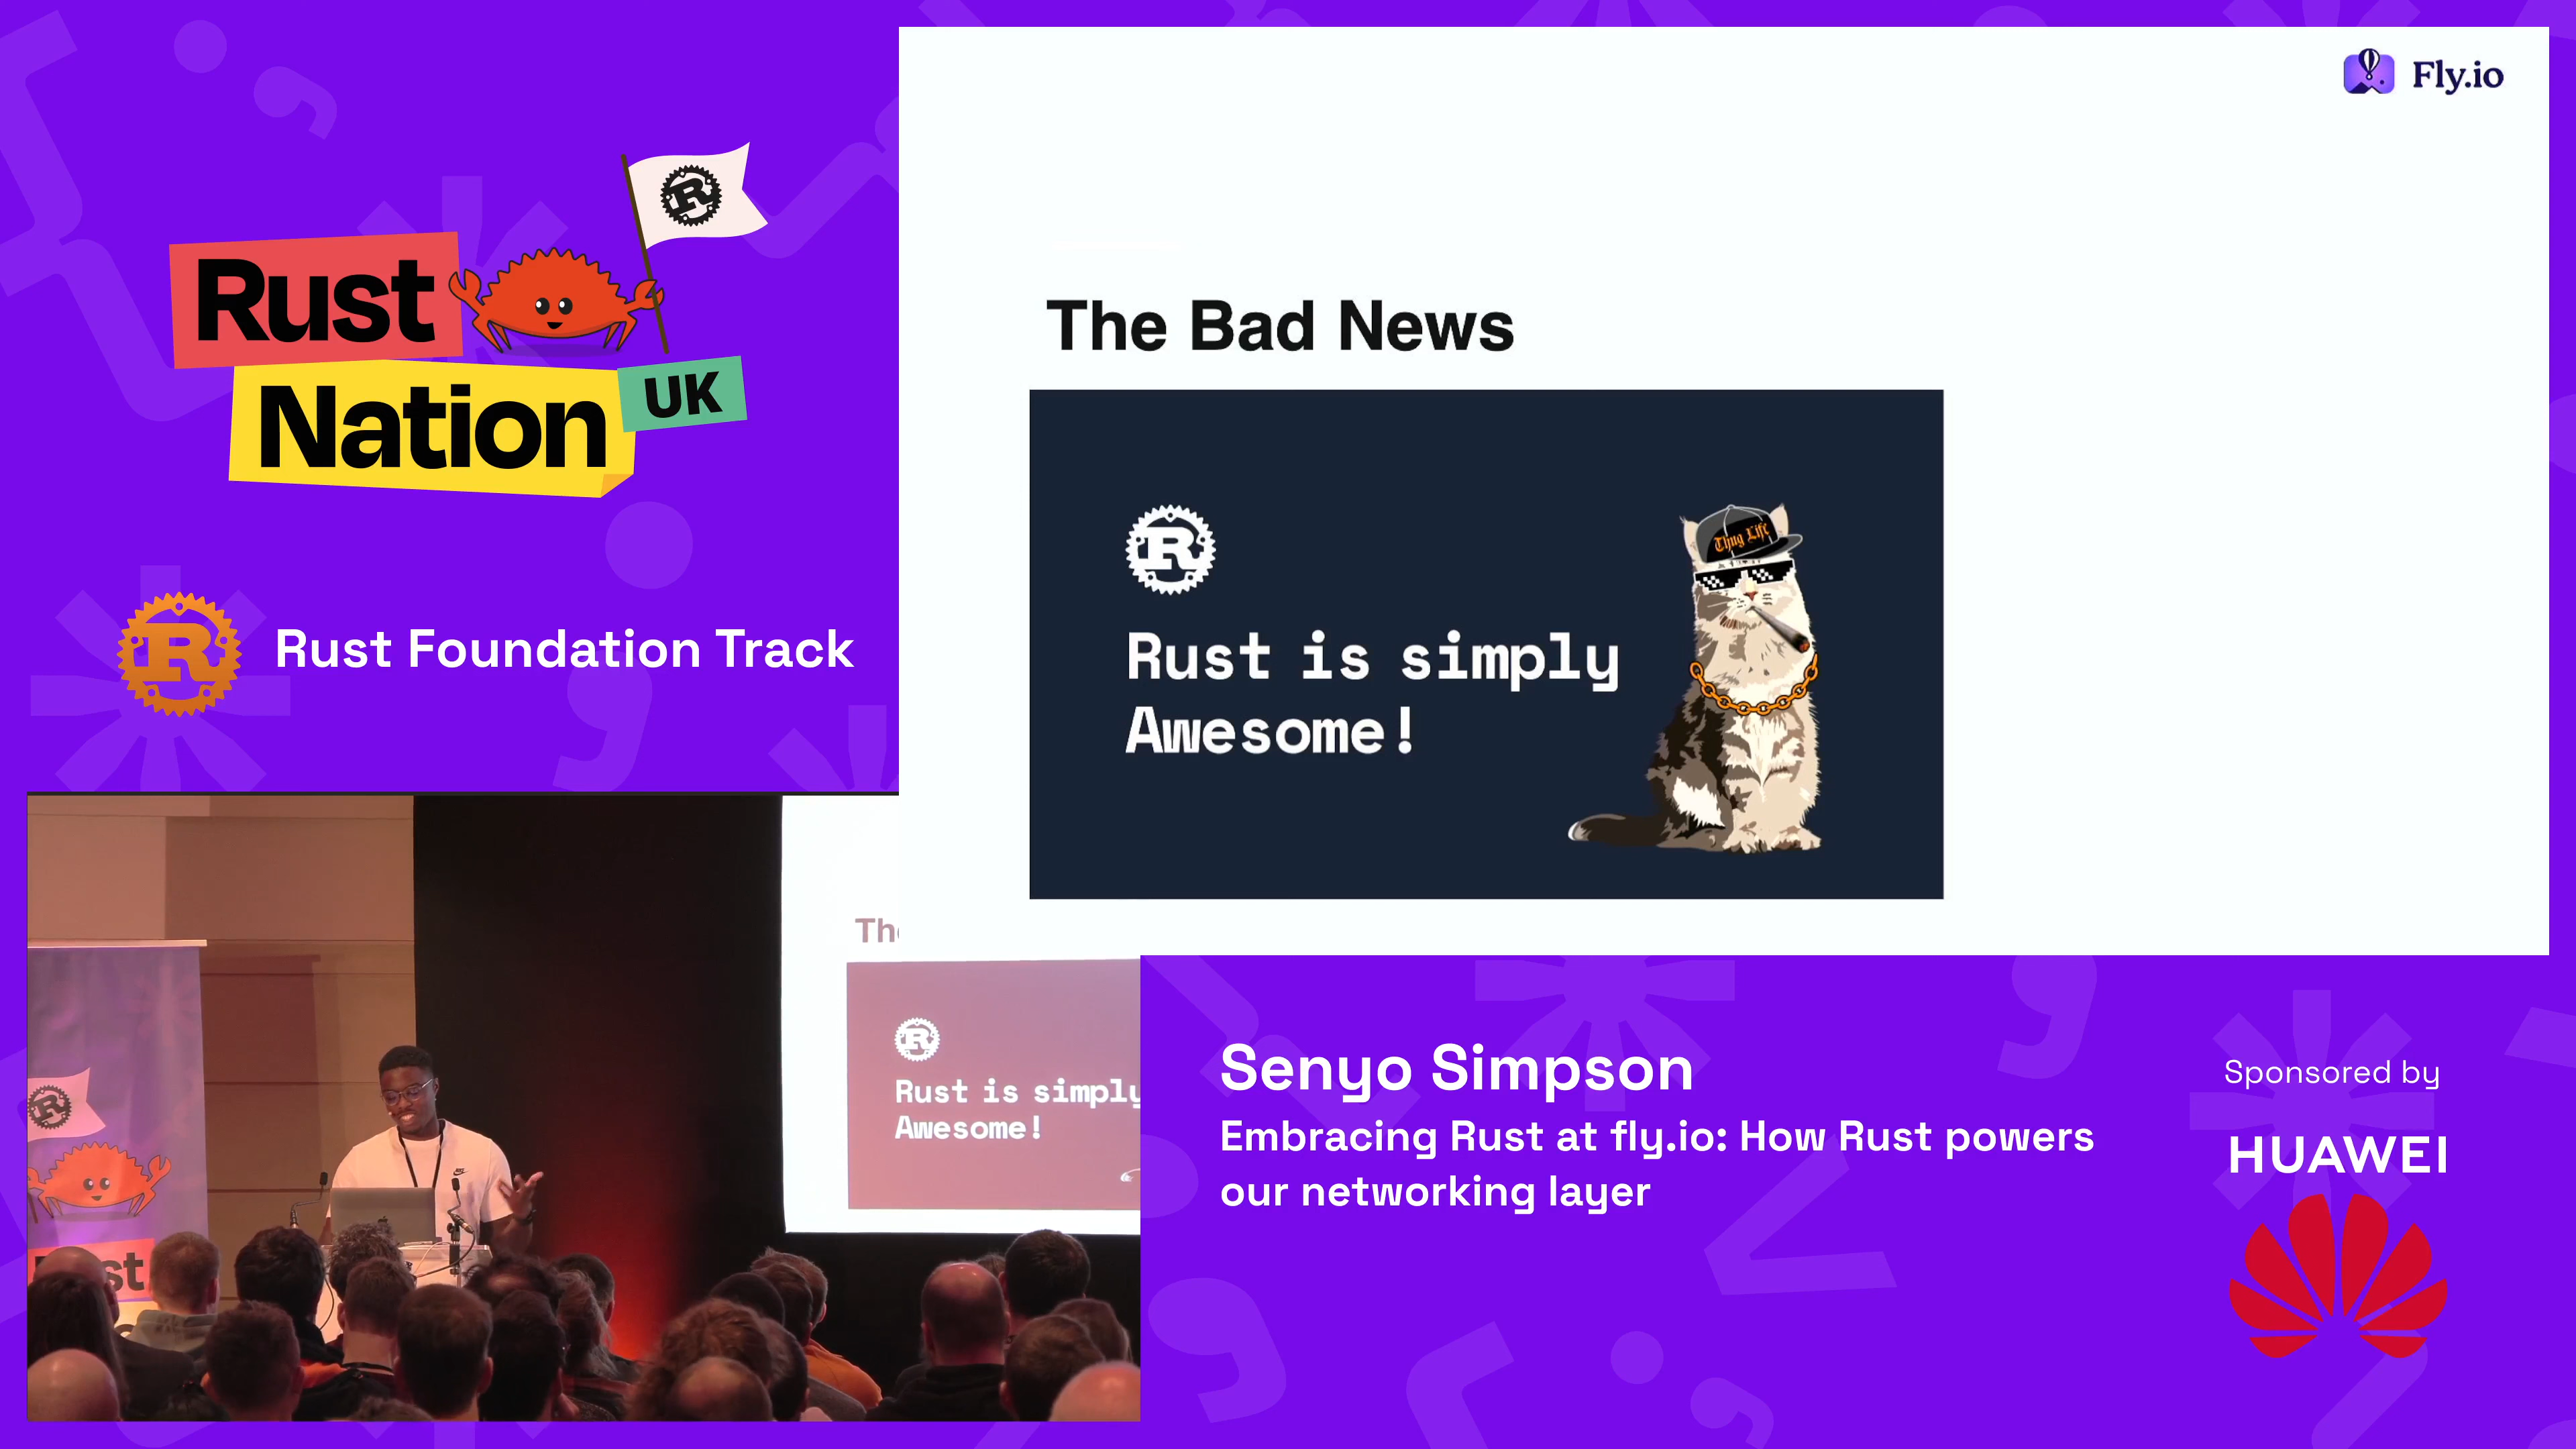 Fly.io
R
Rust
Nation
UK
R
Rust Foundation Track
The Bad News
Thug Life
R
Rust is simply
Awesome!
Th
R
Rust is simply
Awesome!
R
st
Senyo Simpson
Embracing Rust at fly.io: How Rust powers
our networking layer
Sponsored by
HUAWEI